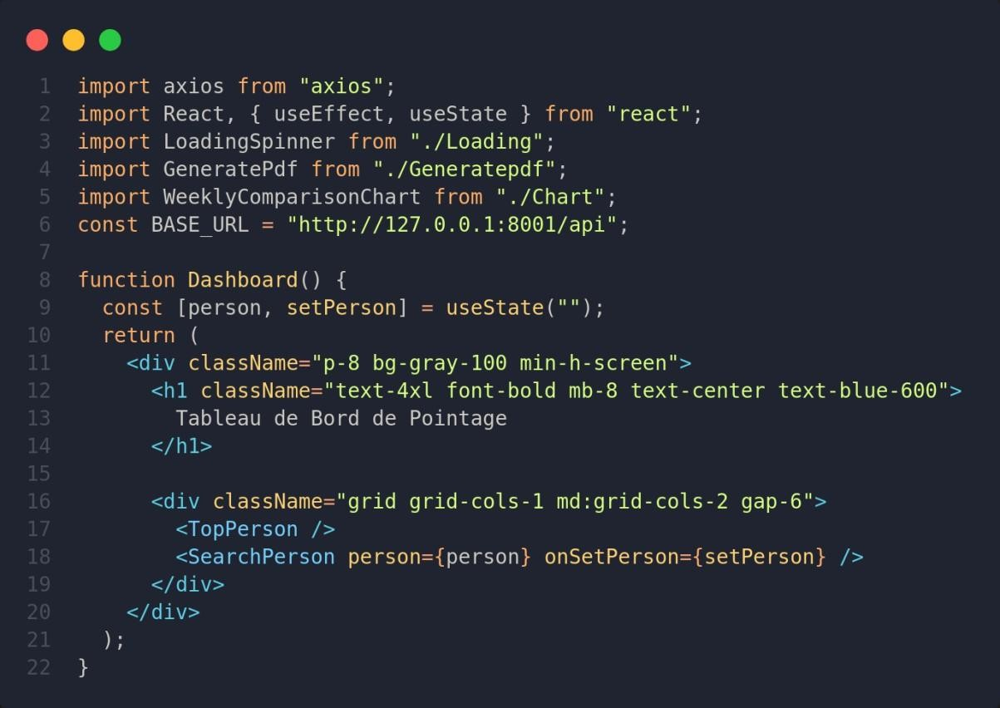 1 import axios from "axios";
2 import React, { useEffect, useState } from "react";
3 import LoadingSpinner from "./Loading";
4 import GeneratePdf from "./Generatepdf";
5 import WeeklyComparisonChart from "./Chart";
6 const BASE_URL = "http://127.0.0.1:8001/api";
7
8 function Dashboard() {
9   const [person, setPerson] = useState("");
10   return (
11     <div className="p-8 bg-gray-100 min-h-screen">
12       <h1 className="text-4xl font-bold mb-8 text-center text-blue-600">
13         Tableau de Bord de Pointage
14       </h1>
15
16       <div className="grid grid-cols-1 md:grid-cols-2 gap-6">
17         <TopPerson />
18         <SearchPerson person={person} onSetPerson={setPerson} />
19       </div>
20     </div>
21   );
22 }